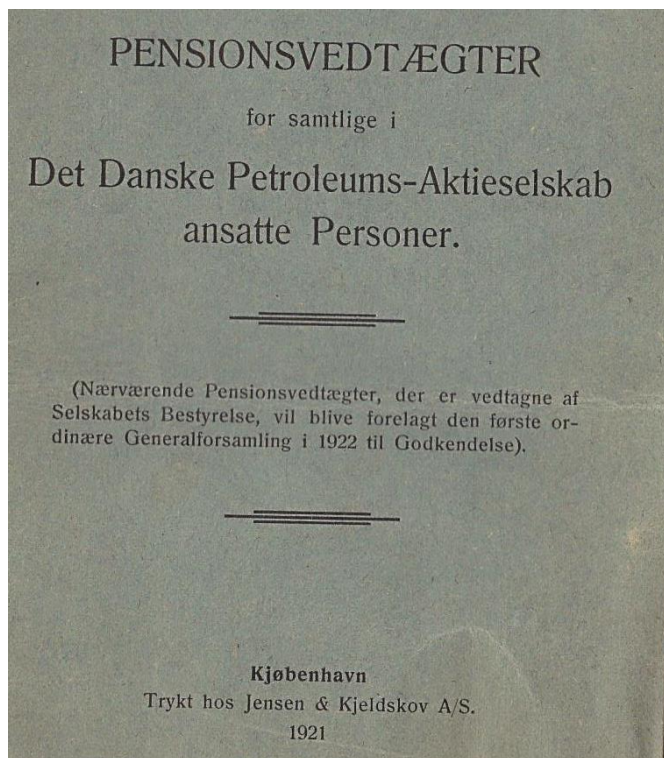 PENSIONSVEDTÆGTER
for samtlige i
Det Danske Petroleums-Aktieselskab
ansatte Personer.
(Nærværende Pensionsvedtægter, der er vedtagne af
Selskabets Bestyrelse, vil blive forelagt den første or-
dinære Generalforsamling i 1922 til Godkendelse).
Kjøbenhavn
Trykt hos Jensen & Kjeldskov A/S.
1921